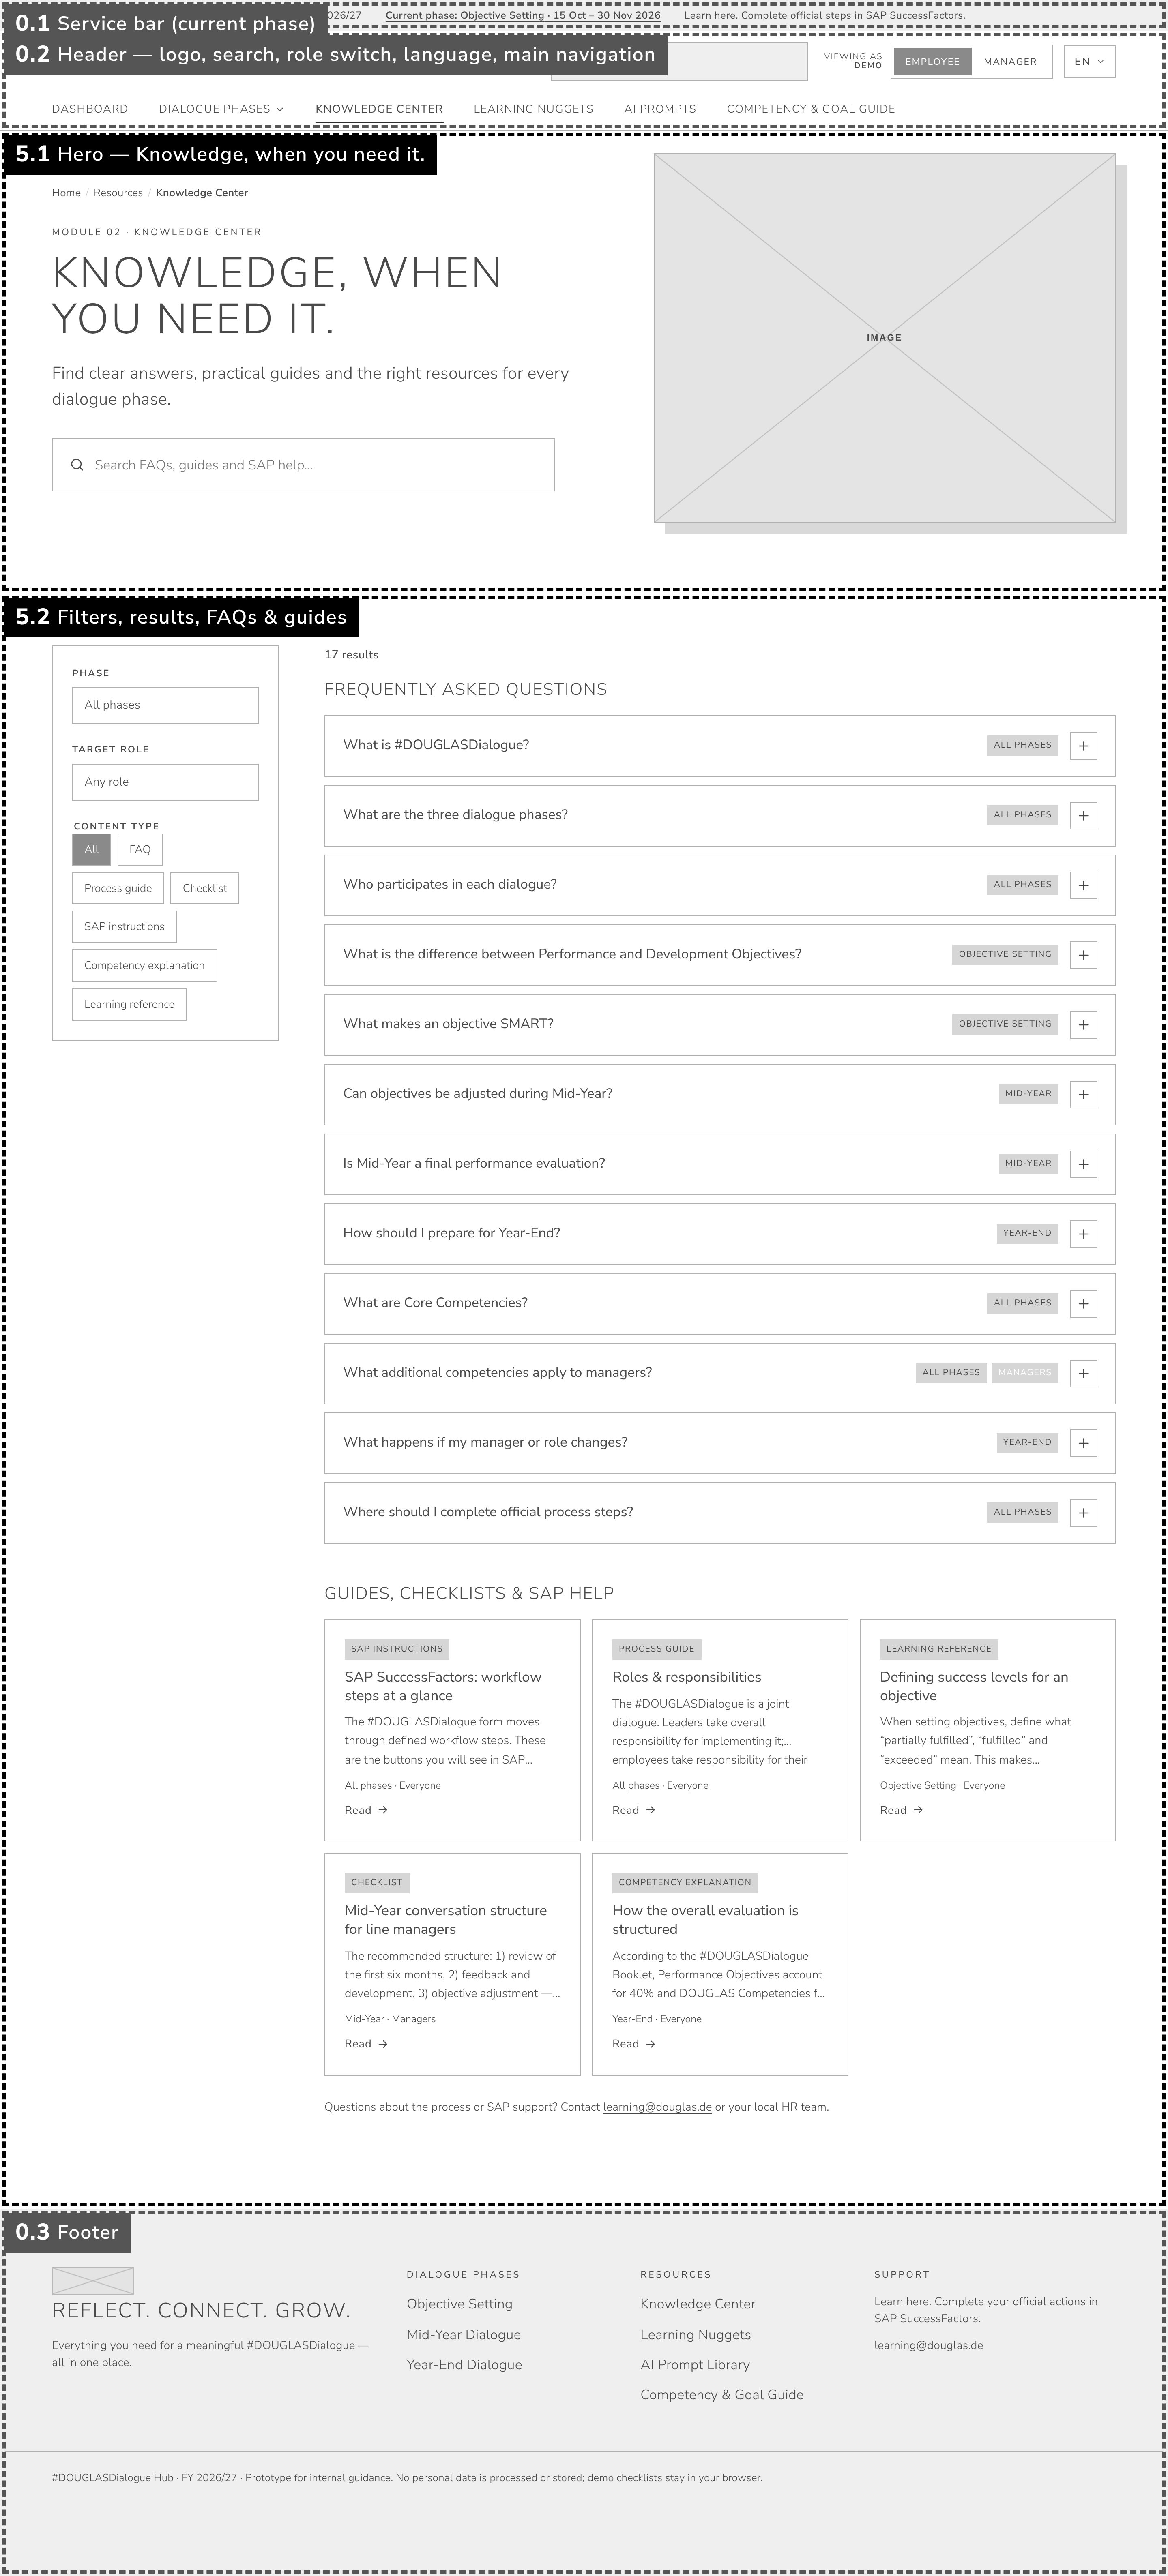 0.1 Service bar (current phase)
026/27
Current phase: Objective Setting · 15 Oct – 30 Nov 2026
Learn here. Complete official steps in SAP SuccessFactors.
0.2 Header — logo, search, role switch, language, main navigation
VIEWING AS
DEMO
EMPLOYEE
MANAGER
EN
DASHBOARD
DIALOGUE PHASES
KNOWLEDGE CENTER
LEARNING NUGGETS
AI PROMPTS
COMPETENCY & GOAL GUIDE
5.1 Hero — Knowledge, when you need it.
Home / Resources / Knowledge Center
MODULE 02 · KNOWLEDGE CENTER
KNOWLEDGE, WHEN
YOU NEED IT.
Find clear answers, practical guides and the right resources for every
dialogue phase.
Search FAQs, guides and SAP help...
IMAGE
5.2 Filters, results, FAQs & guides
PHASE
All phases
TARGET ROLE
Any role
CONTENT TYPE
All
FAQ
Process guide
Checklist
SAP instructions
Competency explanation
Learning reference
17 results
FREQUENTLY ASKED QUESTIONS
What is #DOUGLASDialogue?
ALL PHASES
What are the three dialogue phases?
ALL PHASES
Who participates in each dialogue?
ALL PHASES
What is the difference between Performance and Development Objectives?
OBJECTIVE SETTING
What makes an objective SMART?
OBJECTIVE SETTING
Can objectives be adjusted during Mid-Year?
MID-YEAR
Is Mid-Year a final performance evaluation?
MID-YEAR
How should I prepare for Year-End?
YEAR-END
What are Core Competencies?
ALL PHASES
What additional competencies apply to managers?
ALL PHASES
MANAGERS
What happens if my manager or role changes?
YEAR-END
Where should I complete official process steps?
ALL PHASES
GUIDES, CHECKLISTS & SAP HELP
SAP INSTRUCTIONS
SAP SuccessFactors: workflow
steps at a glance
The #DOUGLASDialogue form moves
through defined workflow steps. These
are the buttons you will see in SAP...
All phases · Everyone
Read →
PROCESS GUIDE
Roles & responsibilities
The #DOUGLASDialogue is a joint
dialogue. Leaders take overall
responsibility for implementing it;...
employees take responsibility for their
All phases · Everyone
Read →
LEARNING REFERENCE
Defining success levels for an
objective
When setting objectives, define what
“partially fulfilled”, “fulfilled” and
“exceeded” mean. This makes...
Objective Setting · Everyone
Read →
CHECKLIST
Mid-Year conversation structure
for line managers
The recommended structure: 1) review of
the first six months, 2) feedback and
development, 3) objective adjustment —...
Mid-Year · Managers
Read →
COMPETENCY EXPLANATION
How the overall evaluation is
structured
According to the #DOUGLASDialogue
Booklet, Performance Objectives account
for 40% and DOUGLAS Competencies f...
Year-End · Everyone
Read →
Questions about the process or SAP support? Contact learning@douglas.de or your local HR team.
0.3 Footer
REFLECT. CONNECT. GROW.
Everything you need for a meaningful #DOUGLASDialogue —
all in one place.
DIALOGUE PHASES
Objective Setting
Mid-Year Dialogue
Year-End Dialogue
RESOURCES
Knowledge Center
Learning Nuggets
AI Prompt Library
Competency & Goal Guide
SUPPORT
Learn here. Complete your official actions in
SAP SuccessFactors.
learning@douglas.de
#DOUGLASDialogue Hub · FY 2026/27 · Prototype for internal guidance. No personal data is processed or stored; demo checklists stay in your browser.